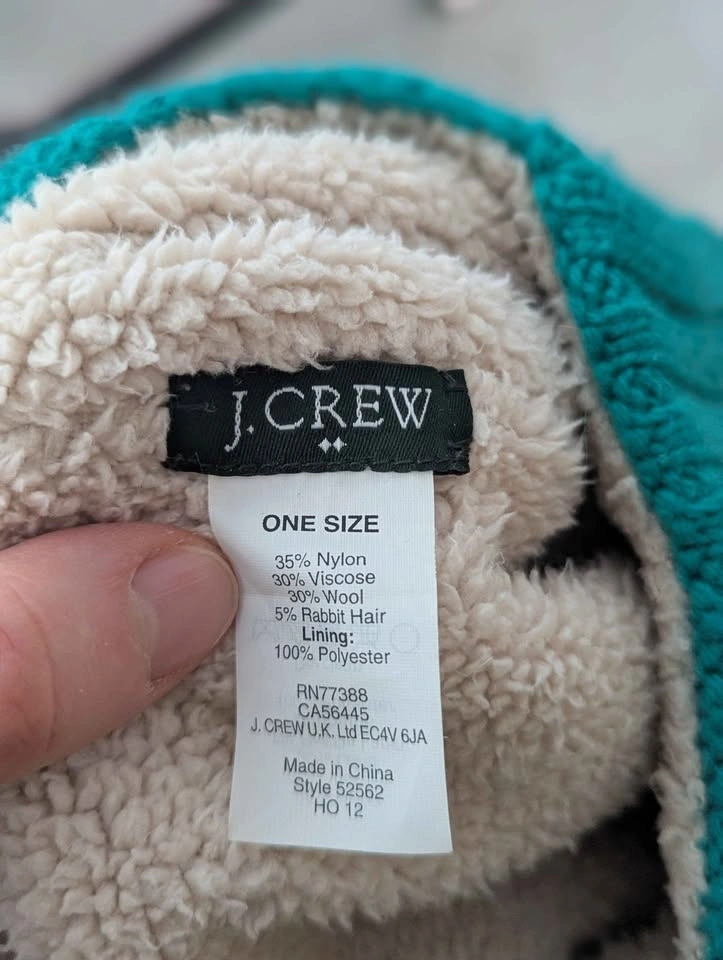 J.CREW
ONE SIZE
35% Nylon
30% Viscose
30% Wool
5% Rabbit Hair
Lining:
100% Polyester
RN77388
CA56445
J. CREW U.K. Ltd EC4V 6JA
Made in China
Style 52562
HO 12